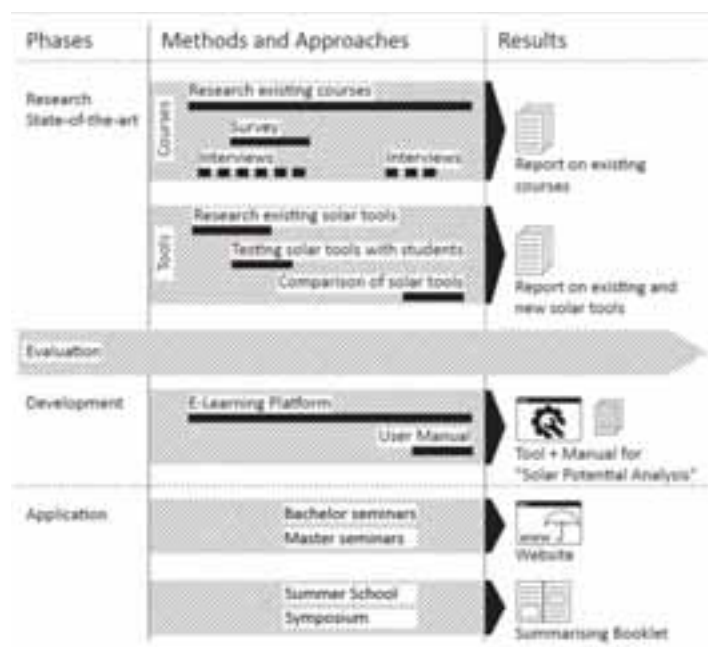 Phases
Methods and Approaches
Results
Research
State-of-the-art
Courses
Research existing courses
Survey
Interviews
Interviews
Report on existing
courses
Tools
Research existing solar tools
Testing solar tools with students
Comparison of solar tools
Report on existing and
new solar tools
Evaluation
Development
E-Learning Platform
User Manual
Tool + Manual for
"Solar Potential Analysis"
Application
Bachelor seminars
Master seminars
www
Website
Summer School
Symposium
Summarising Booklet